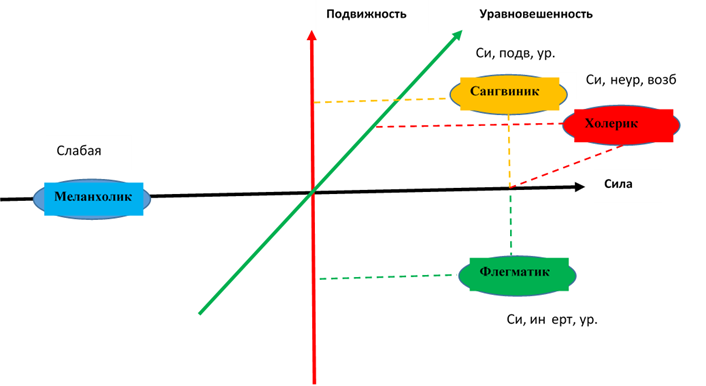 Подвижность
Уравновешенность
Си, подв, ур.
Сангвиник
Си, неур, возб
Холерик
Слабая
Меланхолик
Сила
Флегматик
Си, ин ерт, ур.